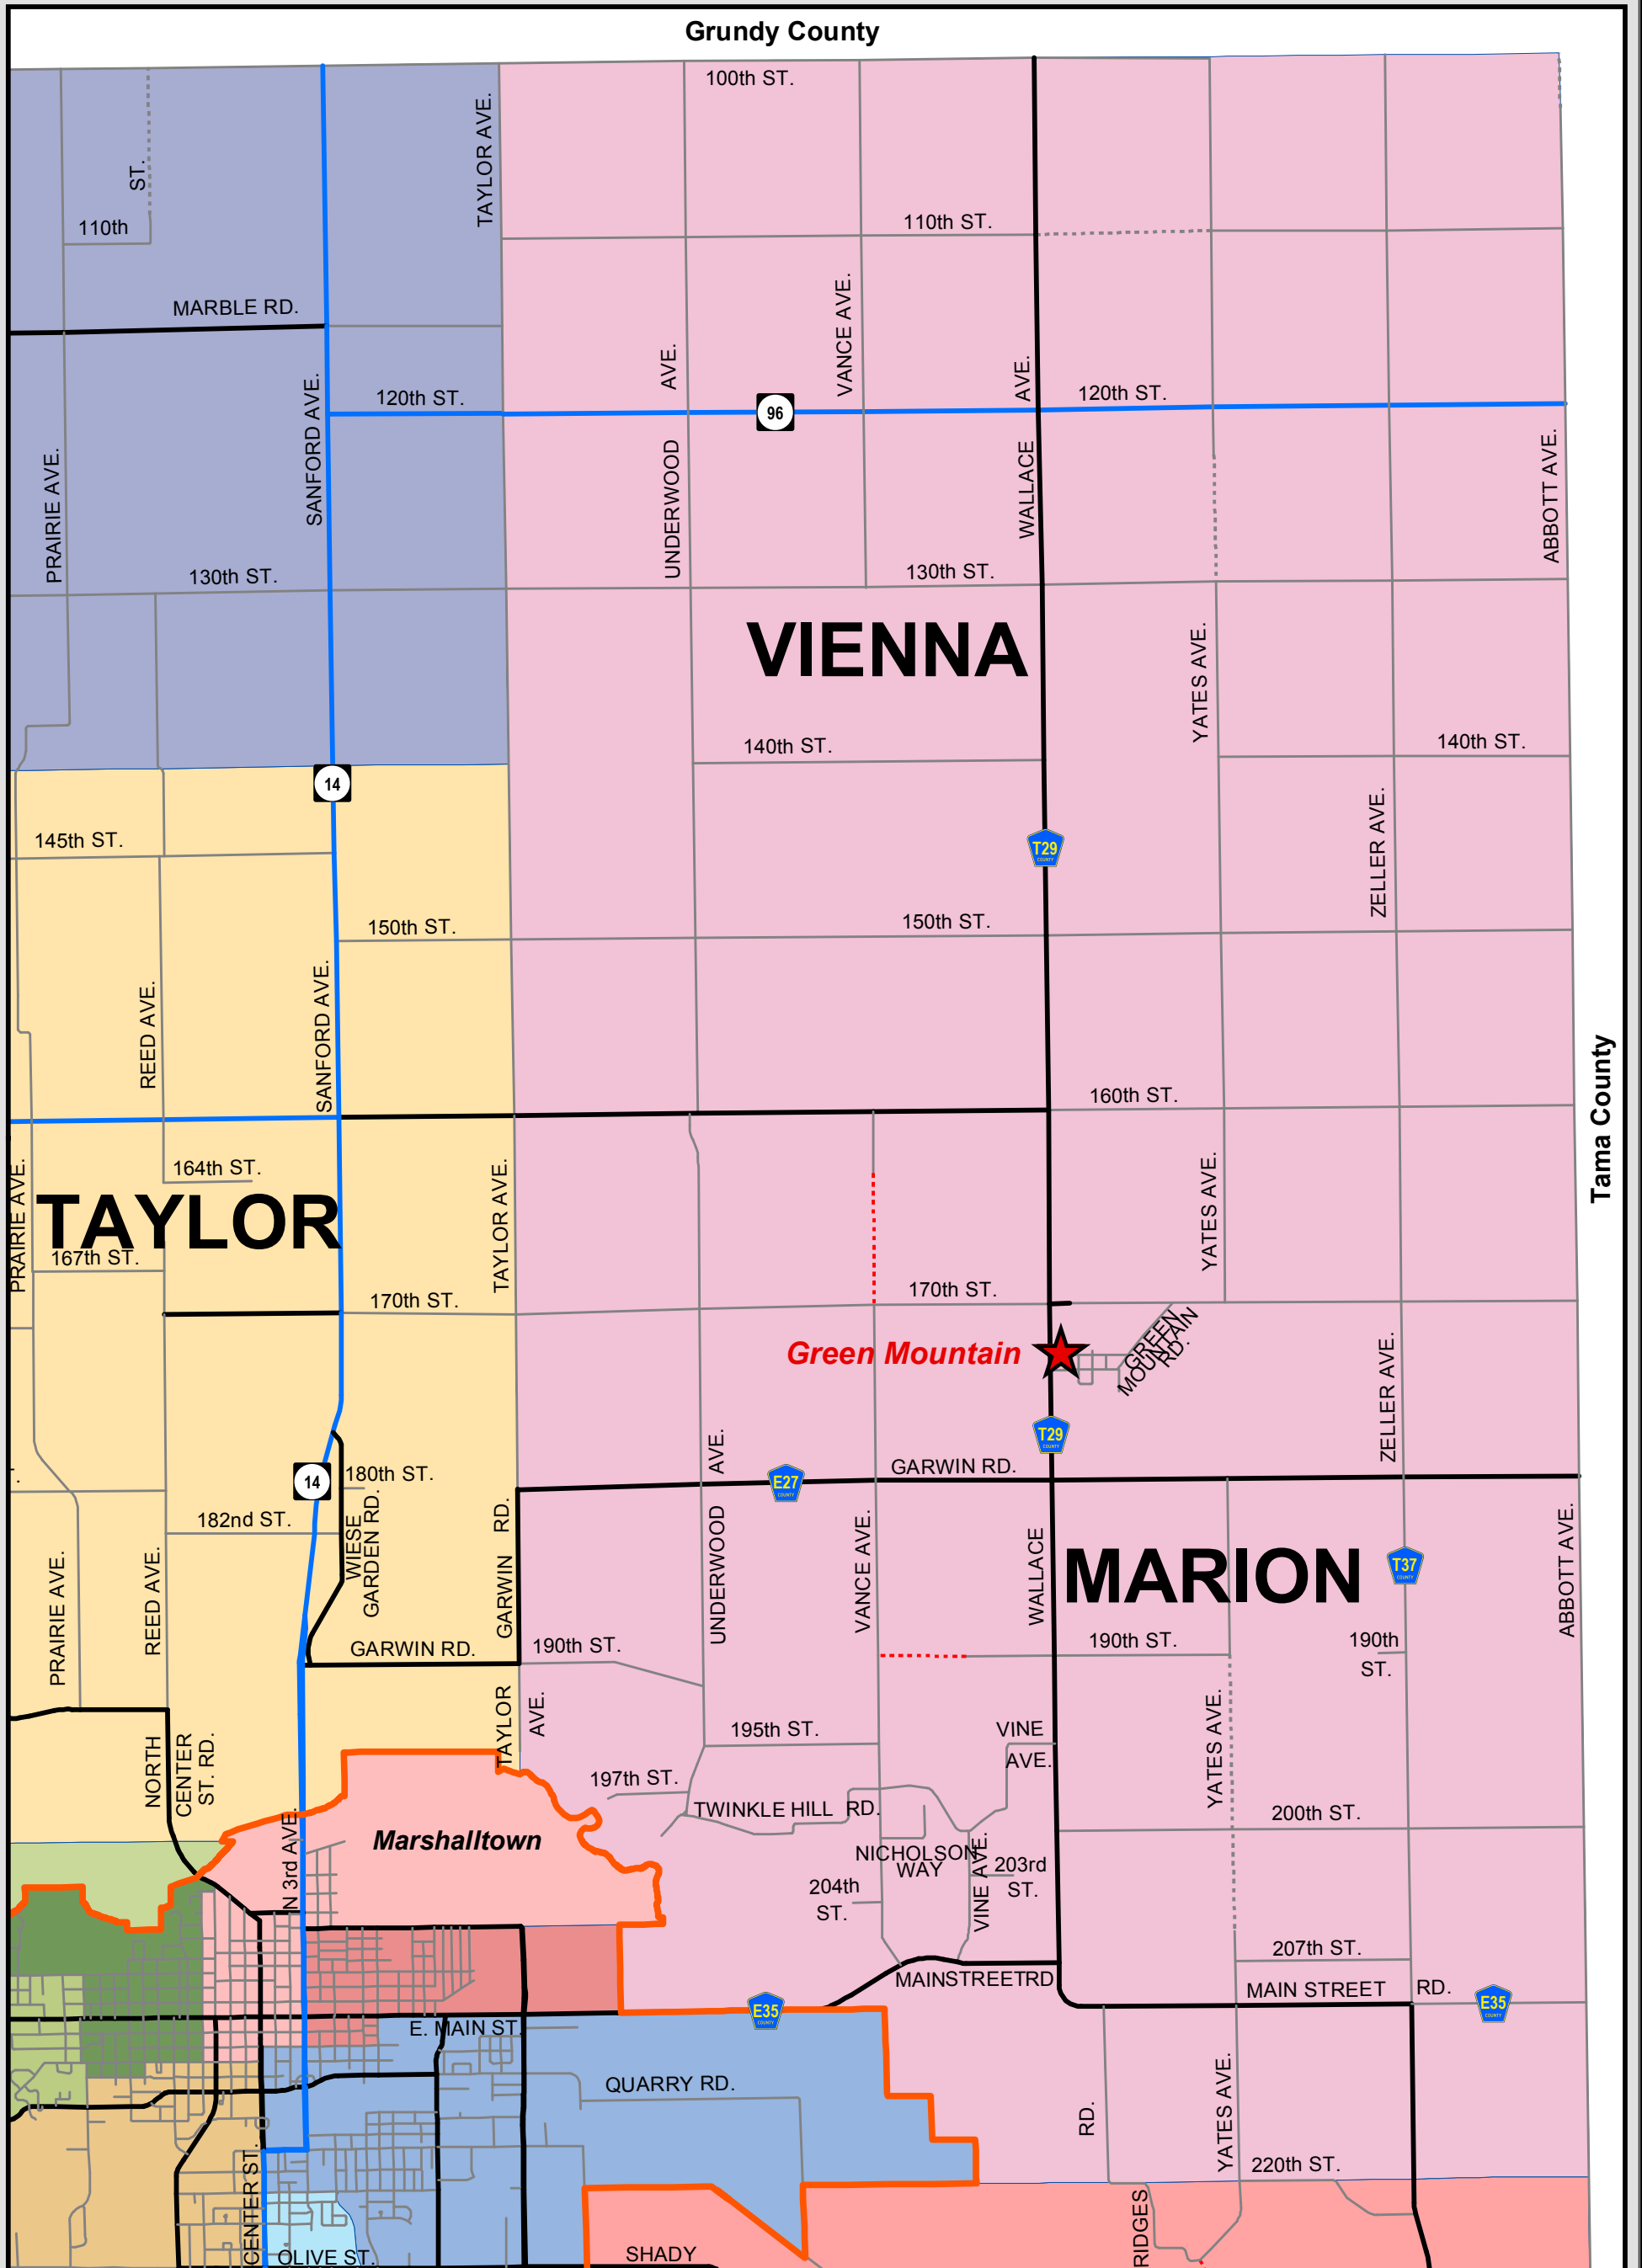 Grundy County
100th ST.
TAYLOR AVE.
ST.
110th
110th ST.
MARBLE RD.
VANCE AVE.
AVE.
AVE.
SANFORD AVE.
120th ST.
96
120th ST.
PRAIRIE AVE.
UNDERWOOD
WALLACE
ABBOTT AVE.
130th ST.
130th ST.
VIENNA
YATES AVE.
140th ST.
140th ST.
14
145th ST.
T29
COUNTY
ZELLER AVE.
150th ST.
150th ST.
REED AVE.
SANFORD AVE.
Tama County
160th ST.
PRAIRIE AVE.
164th ST.
TAYLOR
TAYLOR AVE.
YATES AVE.
167th ST.
170th ST.
170th ST.
Green Mountain
GREEN
MOUNTAIN
RD.
ZELLER AVE.
T29
COUNTY
AVE.
GARWIN RD.
14
180th ST.
E27
COUNTY
182nd ST.
WIESE
GARDEN RD.
GARWIN
RD.
UNDERWOOD
VANCE AVE.
WALLACE
MARION
T37
COUNTY
ABBOTT AVE.
PRAIRIE AVE.
REED AVE.
GARWIN RD.
190th ST.
190th ST.
190th
ST.
TAYLOR
AVE.
195th ST.
VINE
AVE.
YATES AVE.
NORTH
CENTER
ST. RD.
197th ST.
TWINKLE HILL RD.
200th ST.
N 3rd AVE.
Marshalltown
NICHOLSON
WAY
VINE AVE.
203rd
ST.
204th
ST.
207th ST.
MAINSTREETRD
MAIN STREET RD.
E35
COUNTY
E35
COUNTY
E. MAIN ST.
QUARRY RD.
RD.
YATES AVE.
220th ST.
CENTER ST.
RIDGES
OLIVE ST.
SHADY